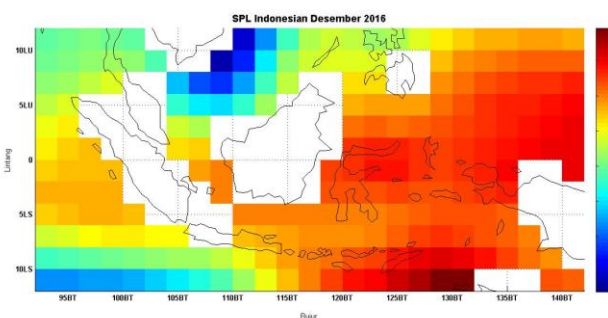 SPL Indonesian Desember 2016
10LU
5LU
0
5LS
10LS
Lintang
95BT 100BT 105BT 110BT 115BT 120BT 125BT 130BT 135BT 140BT
Bujur